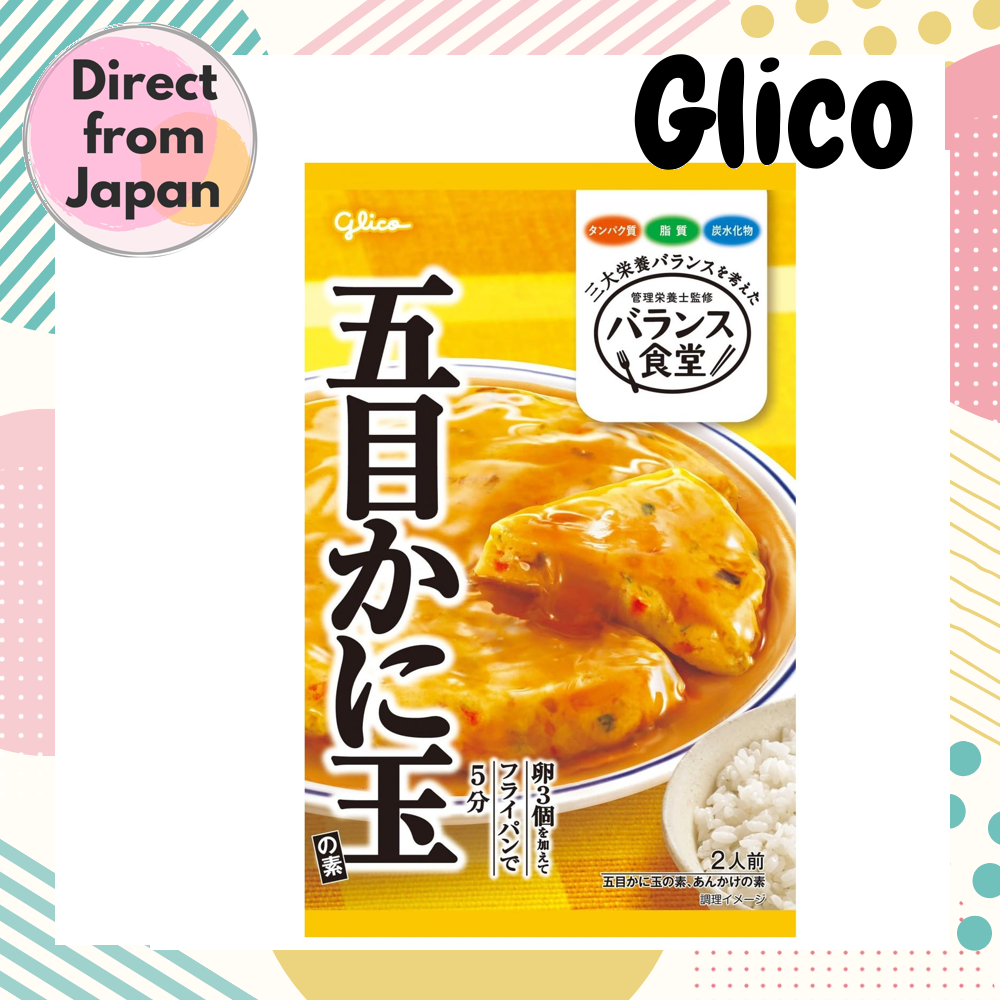 Direct
from
Japan
Glico
Glico
タンパク質 脂質 炭水化物
三大栄養バランスを考えた
管理栄養士監修
バランス
食堂
五目かに玉
の素
卵3個を加えて
フライパンで
5分
2人前
五目かに玉の素、あんかけの素
調理イメージ